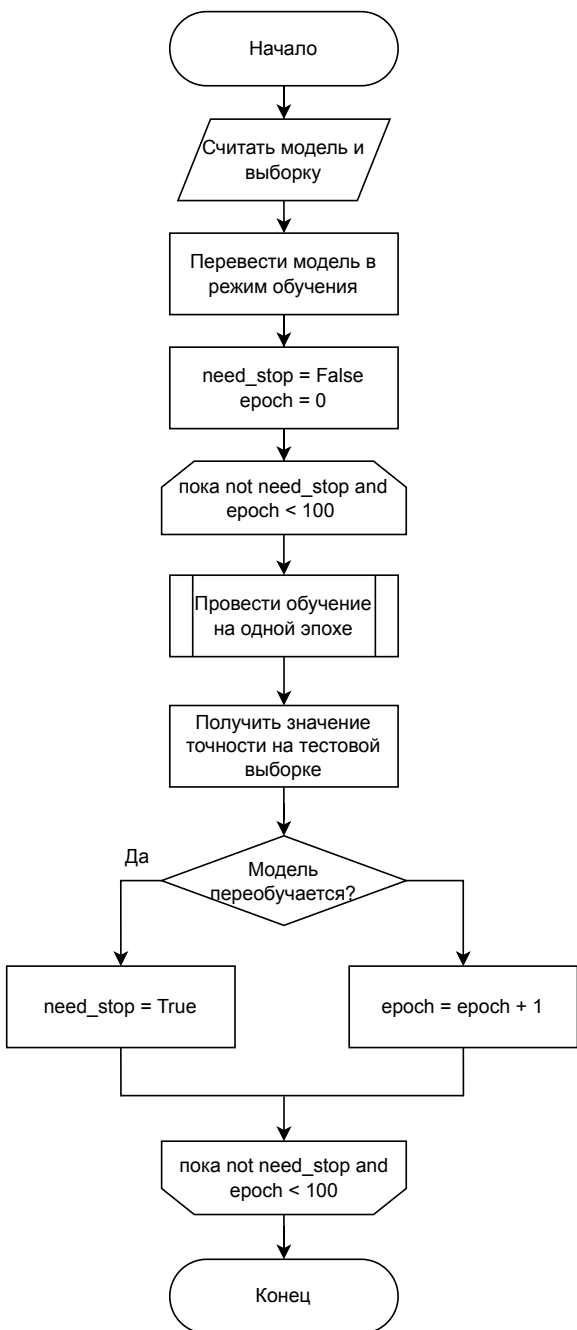 Начало
Считать модель и
выборку
Перевести модель в
режим обучения
need_stop = False
epoch = 0
пока not need_stop and
epoch < 100
Провести обучение
на одной эпохе
Получить значение
точности на тестовой
выборке
Да
Модель
переобучается?
need_stop = True
epoch = epoch + 1
пока not need_stop and
epoch < 100
Конец